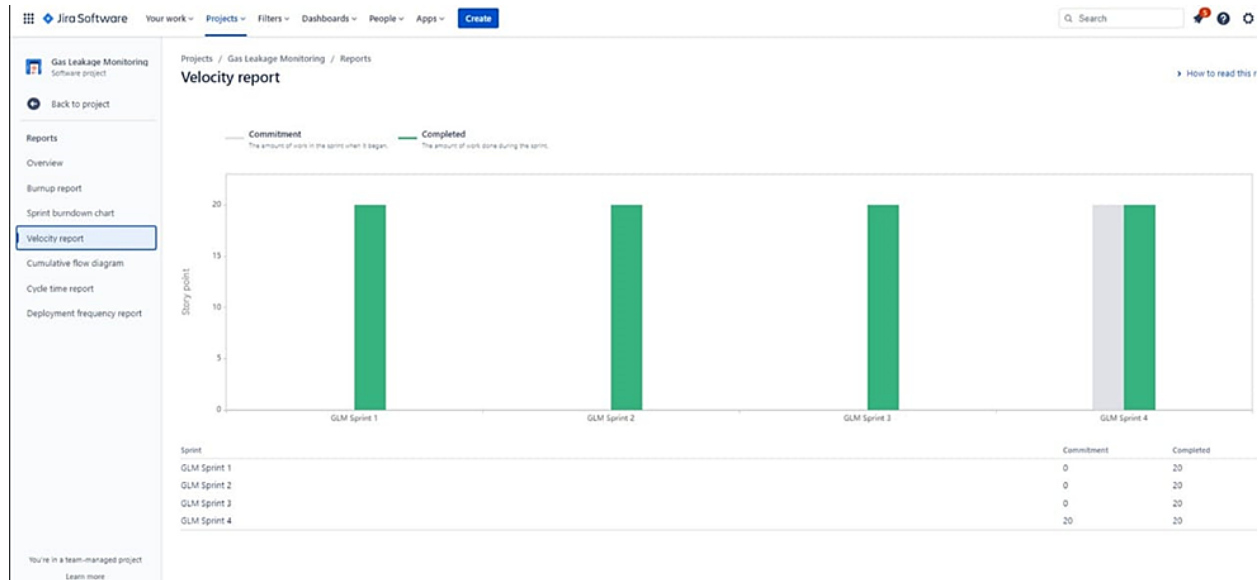 Jira Software Your work Projects Filters Dashboards People Apps Create Search 5
Gas Leakage Monitoring
Software project
Back to project
Reports
Overview
Burnup report
Sprint burndown chart
Velocity report
Cumulative flow diagram
Cycle time report
Deployment frequency report
You're in a team-managed project
Learn more
Projects / Gas Leakage Monitoring / Reports
Velocity report
How to read this r
Commitment
The amount of work in the sprint when it began.
Completed
The amount of work done during the sprint.
Story point
20
15
10
5
0
GLM Sprint 1 GLM Sprint 2 GLM Sprint 3 GLM Sprint 4
Sprint Commitment Completed
GLM Sprint 1 0 20
GLM Sprint 2 0 20
GLM Sprint 3 0 20
GLM Sprint 4 20 20